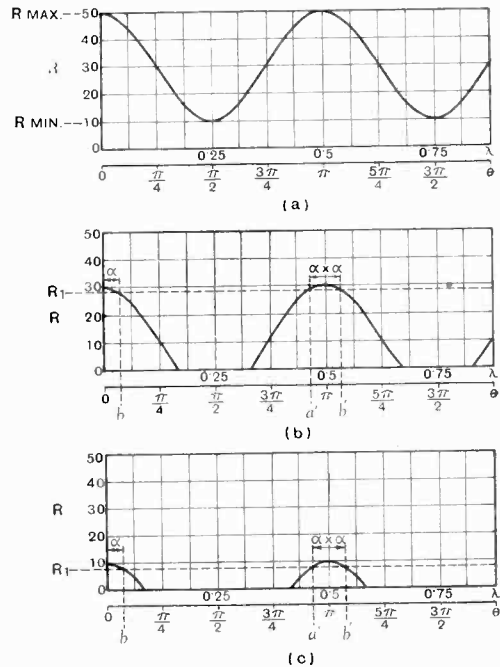 R MAX.--50
40
R 30
20
R MIN.--10
0
0·25 0·5 0·75 λ
0 π/4 π/2 3π/4 π 5π/4 3π/2 θ
(a)
50
40
α α × α
R₁ 30
R 20
10
0
0·25 0·5 0·75 λ
0 b π/4 π/2 3π/4 a' π b' 5π/4 3π/2 θ
(b)
50
40
R 30
20
α α × α
R₁ 10
0
0·25 0·5 0·75 λ
0 b π/4 π/2 3π/4 a' π b' 5π/4 3π/2 θ
(c)